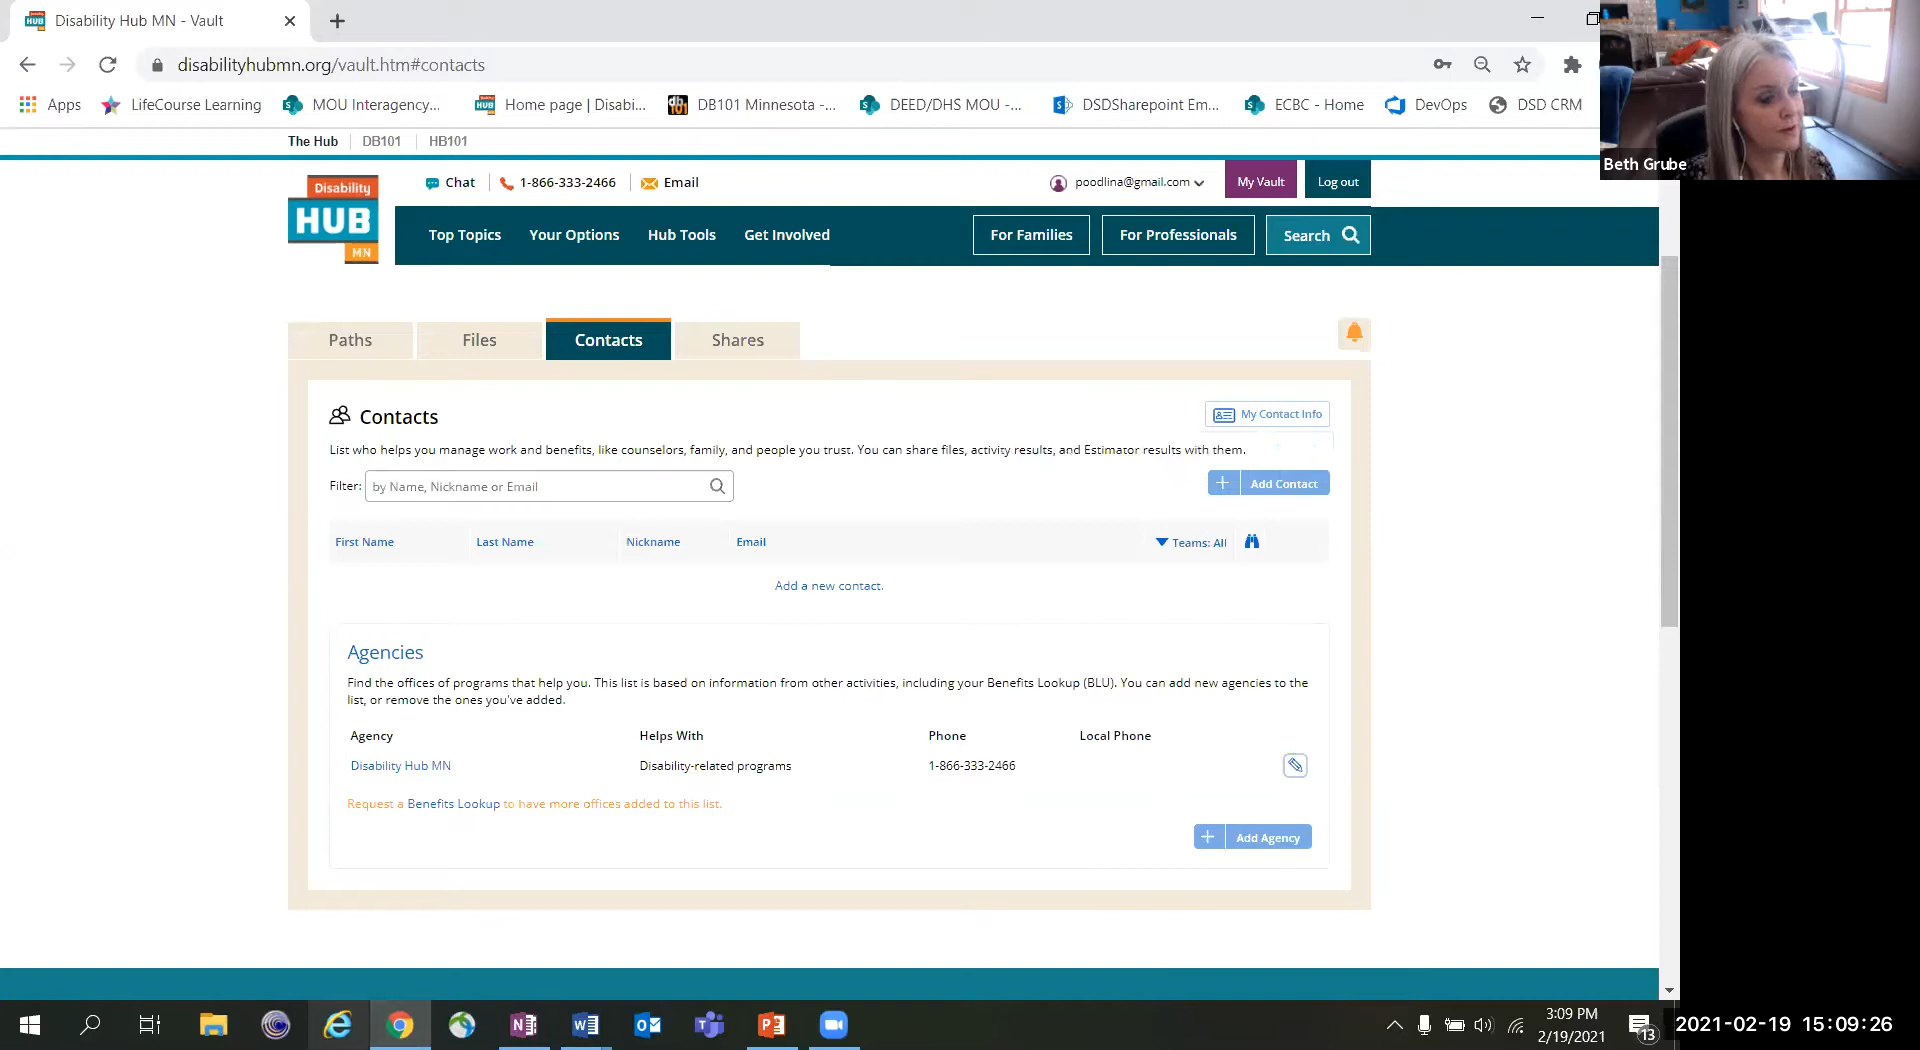 Disability Hub MN - Vault
disabilityhubmn.org/vault.htm#contacts
Apps LifeCourse Learning MOU Interagency... Home page | Disabi... DB101 Minnesota -... DEED/DHS MOU -... DSDSharepoint Em... ECBC - Home DevOps DSD CRM
Beth Grube
The Hub DB101 HB101
Disability
HUB
MN
Chat 1-866-333-2466 Email poodlina@gmail.com My Vault Log out
Top Topics Your Options Hub Tools Get Involved For Families For Professionals Search
Paths Files Contacts Shares
Contacts My Contact Info
List who helps you manage work and benefits, like counselors, family, and people you trust. You can share files, activity results, and Estimator results with them.
Filter: by Name, Nickname or Email + Add Contact
First Name Last Name Nickname Email Teams: All
Add a new contact.
Agencies
Find the offices of programs that help you. This list is based on information from other activities, including your Benefits Lookup (BLU). You can add new agencies to the
list, or remove the ones you've added.
Agency Helps With Phone Local Phone
Disability Hub MN Disability-related programs 1-866-333-2466
Request a Benefits Lookup to have more offices added to this list.
+ Add Agency
3:09 PM
2/19/2021
13
2021-02-19 15:09:26